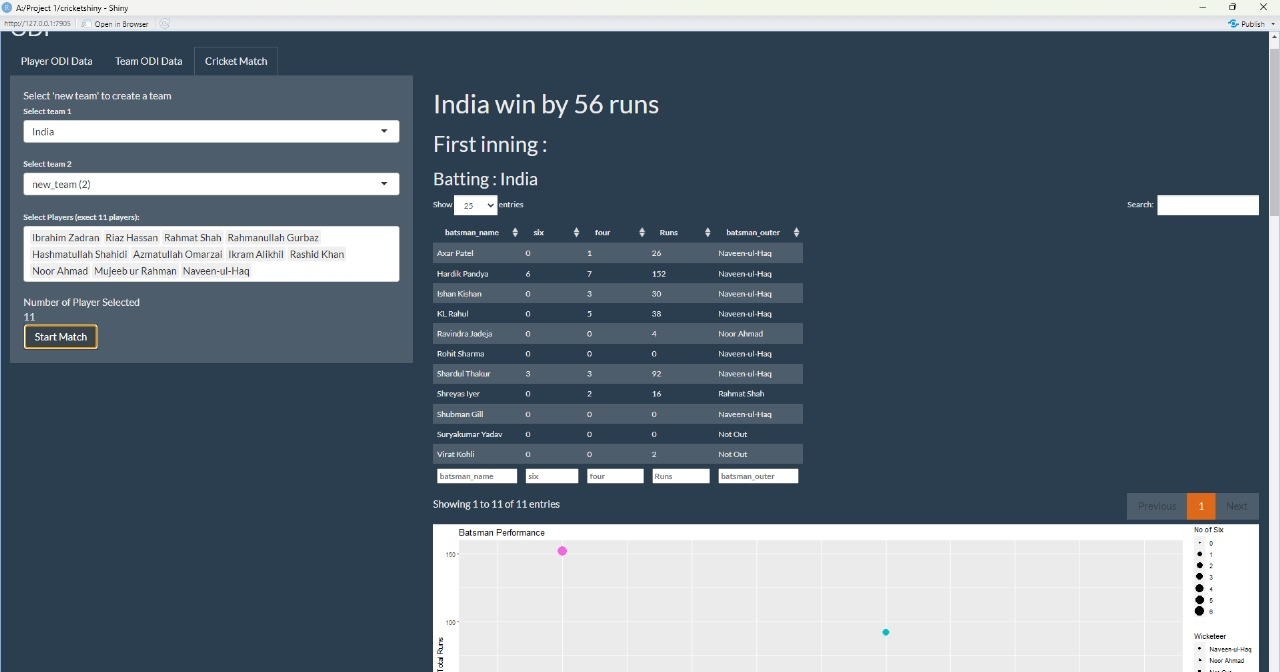 A:/Project 1/cricketshiny - Shiny
http://127.0.0.1:7905 Open in Browser Publish
ODI
Player ODI Data Team ODI Data Cricket Match
Select 'new team' to create a team
Select team 1
India
Select team 2
new_team (2)
Select Players (exect 11 players):
Ibrahim Zadran Riaz Hassan Rahmat Shah Rahmanullah Gurbaz
Hashmatullah Shahidi Azmatullah Omarzai Ikram Alikhil Rashid Khan
Noor Ahmad Mujeeb ur Rahman Naveen-ul-Haq
Number of Player Selected
11
Start Match
India win by 56 runs
First inning :
Batting : India
Show 25 entries Search:
batsman_name six four Runs batsman_outer
Axar Patel 0 1 26 Naveen-ul-Haq
Hardik Pandya 6 7 152 Naveen-ul-Haq
Ishan Kishan 0 3 30 Naveen-ul-Haq
KL Rahul 0 5 38 Naveen-ul-Haq
Ravindra Jadeja 0 0 4 Noor Ahmad
Rohit Sharma 0 0 0 Naveen-ul-Haq
Shardul Thakur 3 3 92 Naveen-ul-Haq
Shreyas Iyer 0 2 16 Rahmat Shah
Shubman Gill 0 0 0 Naveen-ul-Haq
Suryakumar Yadav 0 0 0 Not Out
Virat Kohli 0 0 2 Not Out
batsman_name six four Runs batsman_outer
Showing 1 to 11 of 11 entries Previous 1 Next
Batsman Performance
150
100
Total Runs
No of Six
0
1
2
3
4
5
6
Wicketeer
Naveen-ul-Haq
Noor Ahmad
Not Out